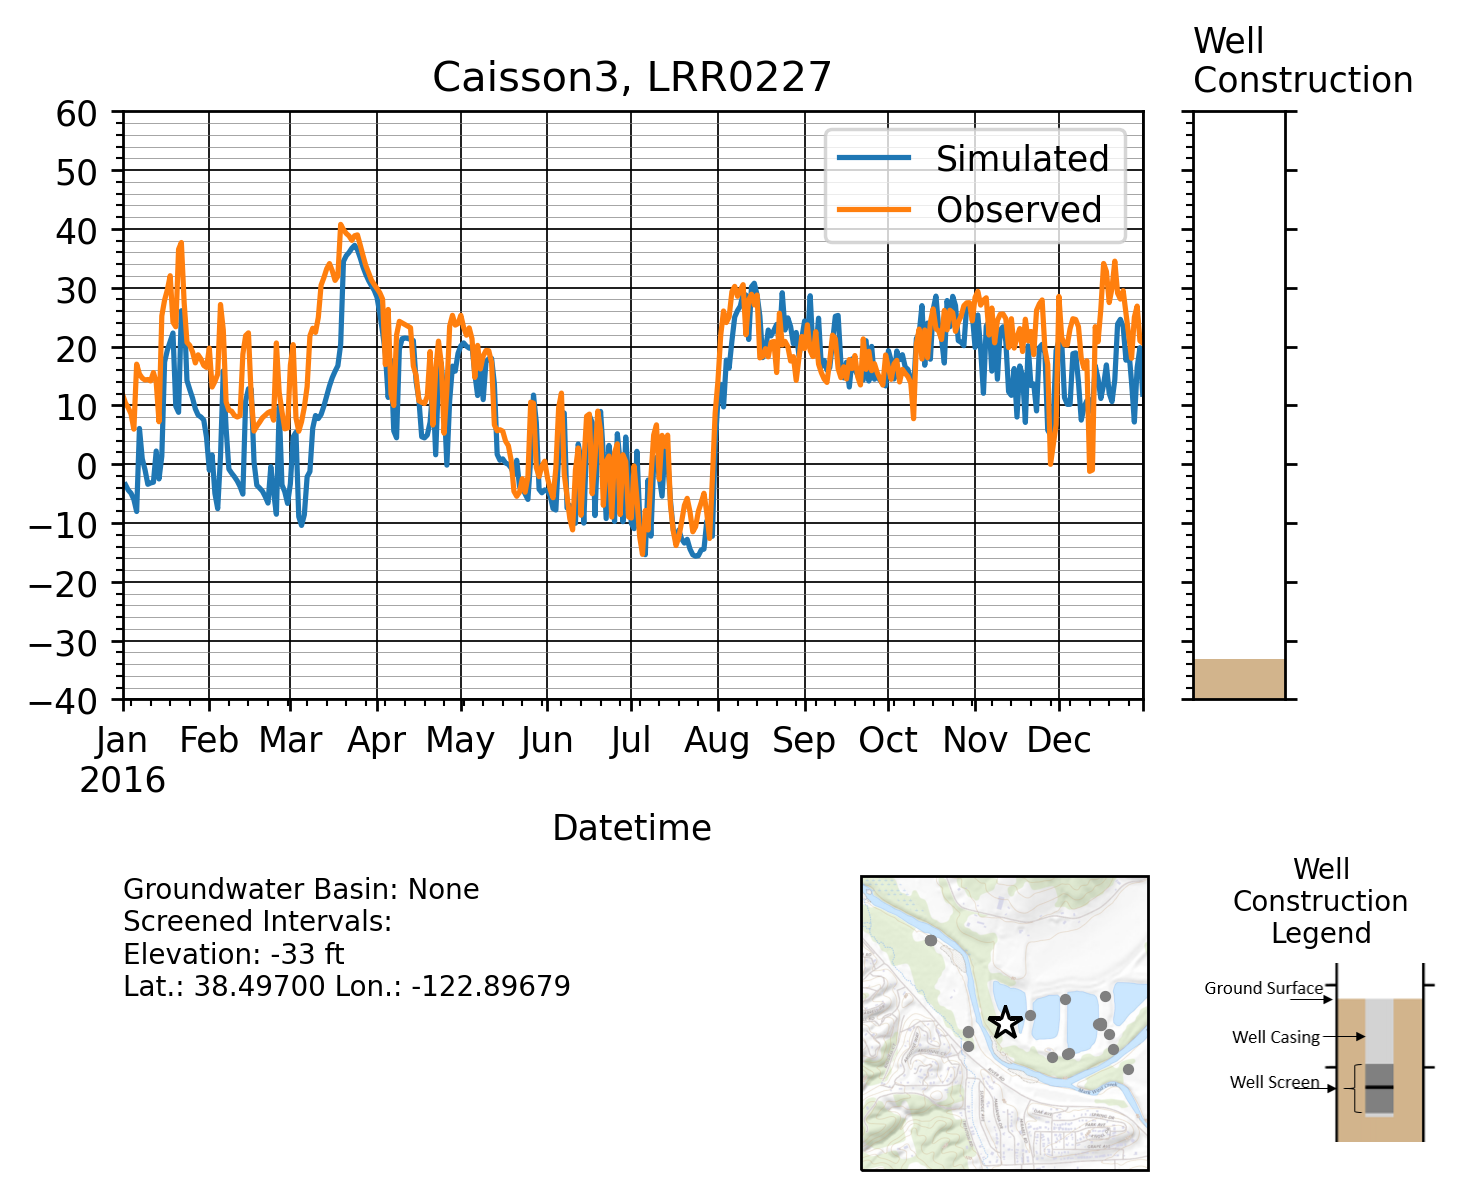 Well
Construction
Caisson3, LRR0227
60
50
40
30
20
10
0
−10
−20
−30
−40
Simulated
Observed
Jan Feb Mar Apr May Jun Jul Aug Sep Oct Nov Dec
2016
Datetime
Groundwater Basin: None
Screened Intervals:
Elevation: -33 ft
Lat.: 38.49700 Lon.: -122.89679
Well
Construction
Legend
Ground Surface
Well Casing
Well Screen